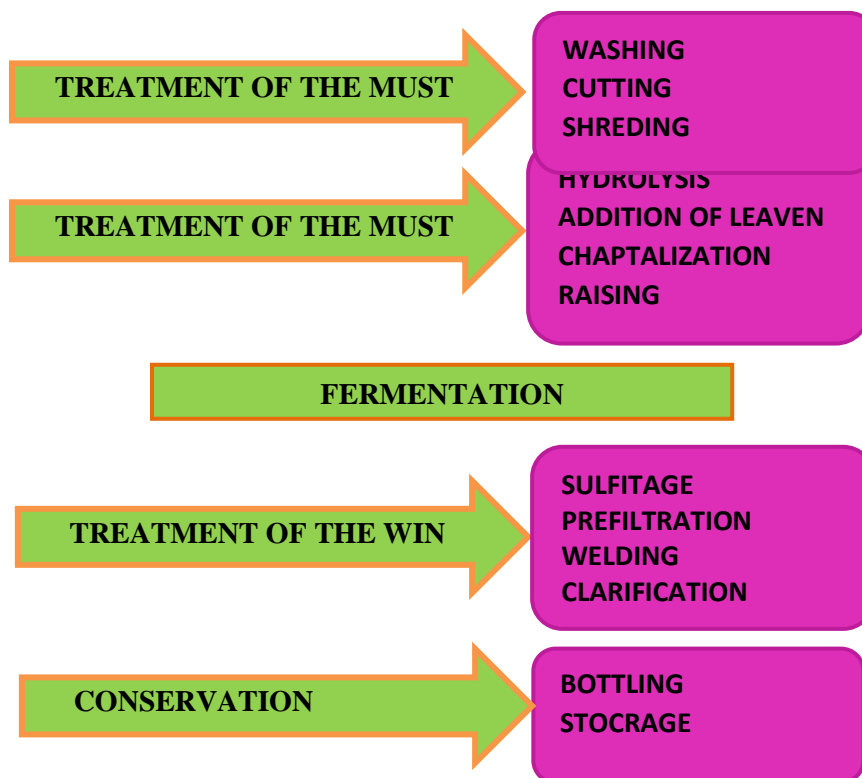 TREATMENT OF THE MUST
WASHING
CUTTING
SHREDING
TREATMENT OF THE MUST
HYDROLYSIS
ADDITION OF LEAVEN
CHAPTALIZATION
RAISING
FERMENTATION
TREATMENT OF THE WIN
SULFITAGE
PREFILTRATION
WELDING
CLARIFICATION
CONSERVATION
BOTTLING
STOCRAGE